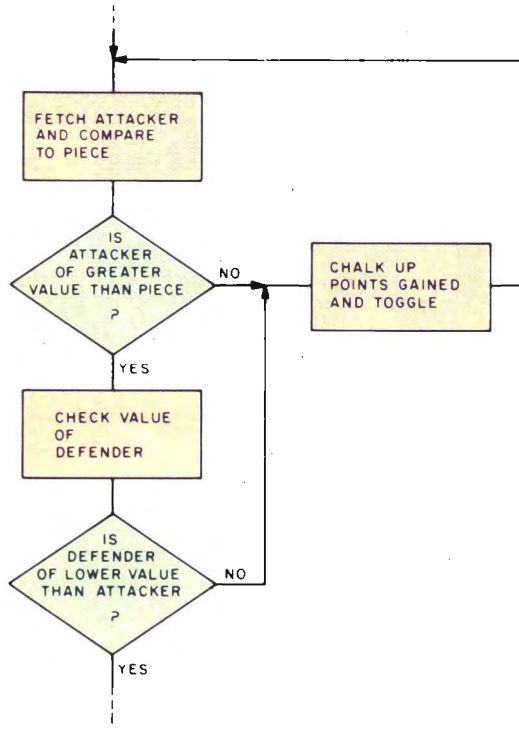 FETCH ATTACKER
AND COMPARE
TO PIECE
IS
ATTACKER
OF GREATER
VALUE THAN PIECE
?
NO
CHALK UP
POINTS GAINED
AND TOGGLE
YES
CHECK VALUE
OF
DEFENDER
IS
DEFENDER
OF LOWER VALUE
THAN ATTACKER
?
NO
YES